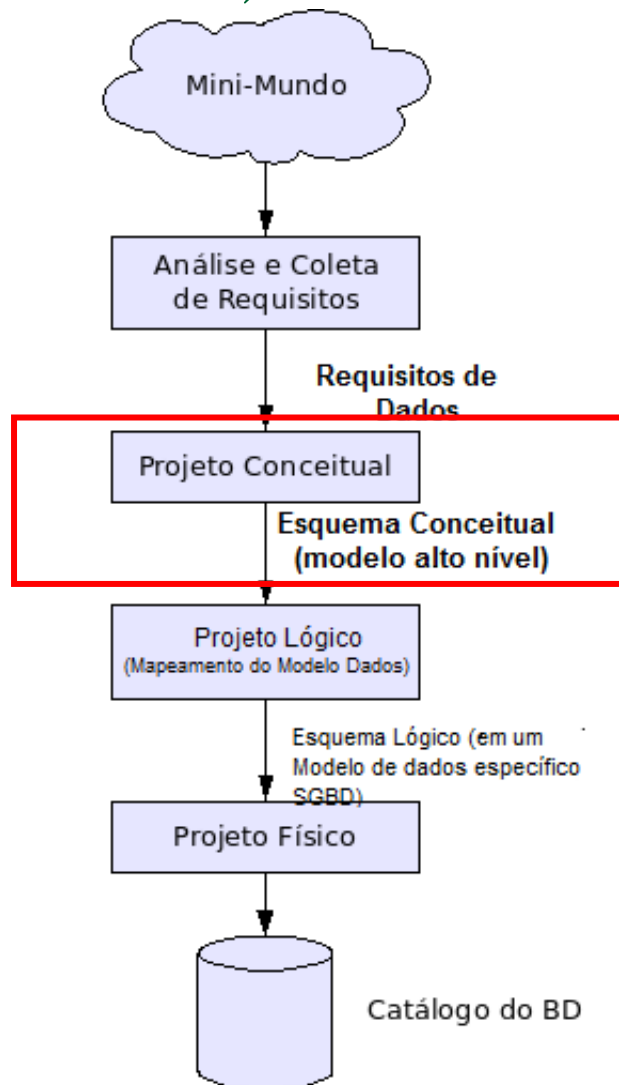 Mini-Mundo
Análise e Coleta
de Requisitos
Requisitos de
Dados
Projeto Conceitual
Esquema Conceitual
(modelo alto nível)
Projeto Lógico
(Mapeamento do Modelo Dados)
Esquema Lógico (em um
Modelo de dados específico
SGBD)
Projeto Físico
Catálogo do BD